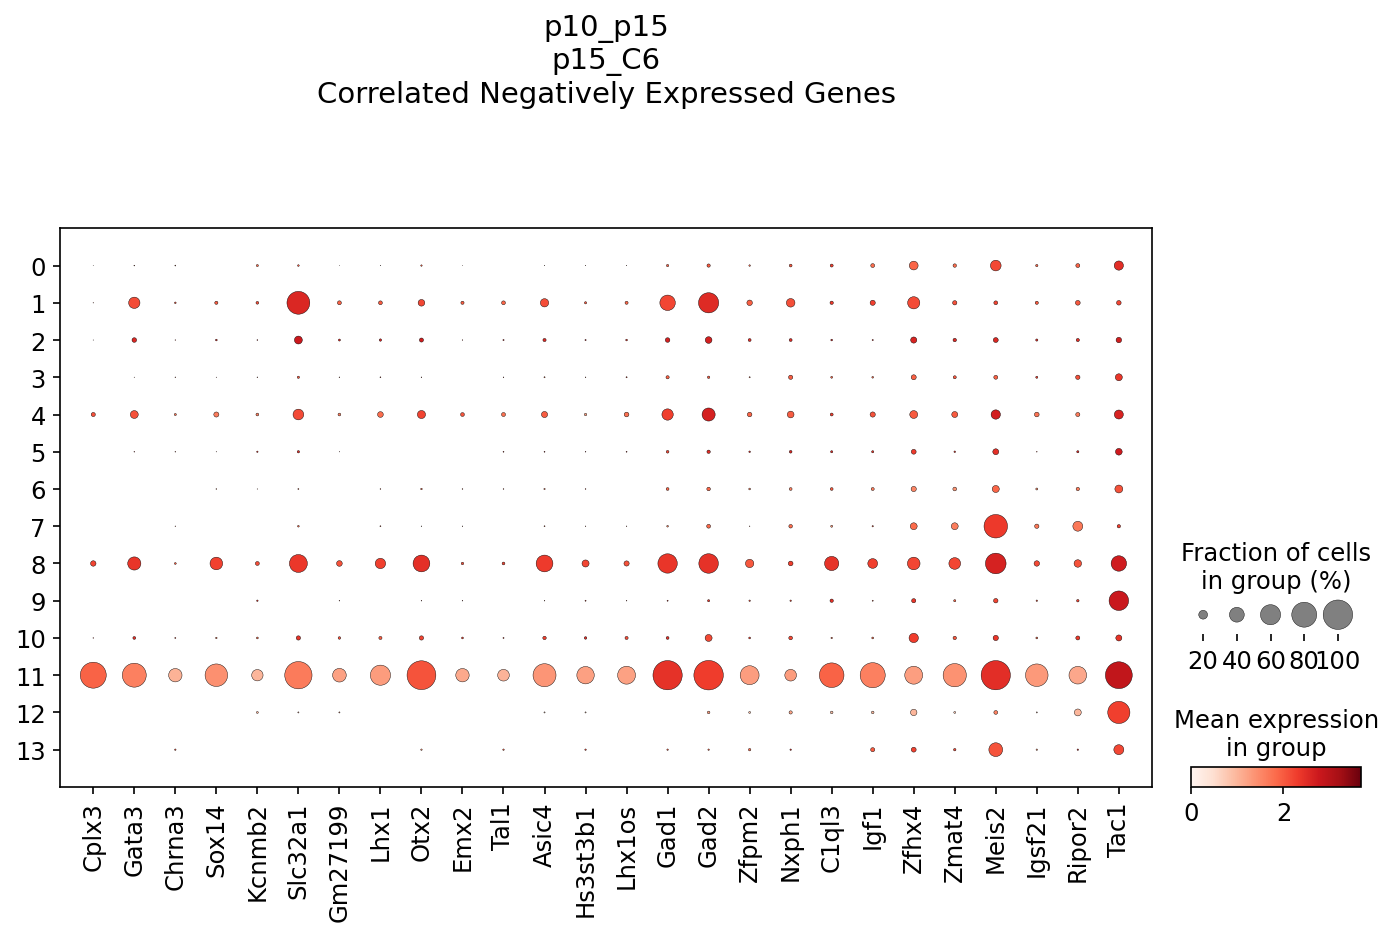 p10_p15
p15_C6
Correlated Negatively Expressed Genes
0
1
2
3
4
5
6
7
8
9
10
11
12
13
Cplx3
Gata3
Chrna3
Sox14
Kcnmb2
Slc32a1
Gm27199
Lhx1
Otx2
Emx2
Tal1
Asic4
Hs3st3b1
Lhx1os
Gad1
Gad2
Zfpm2
Nxph1
C1ql3
Igf1
Zfhx4
Zmat4
Meis2
Igsf21
Ripor2
Tac1
Fraction of cells
in group (%)
20 40 60 80 100
Mean expression
in group
0 2